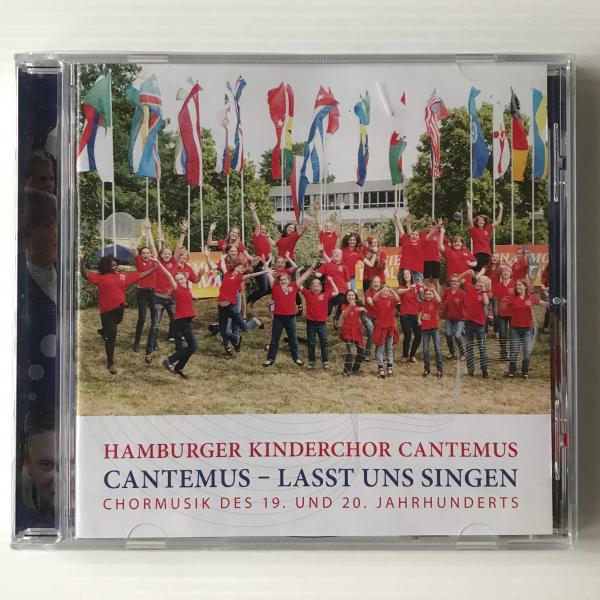 HAMBURGER KINDERCHOR CANTEMUS
CANTEMUS – LASST UNS SINGEN
CHORMUSIK DES 19. UND 20. JAHRHUNDERTS